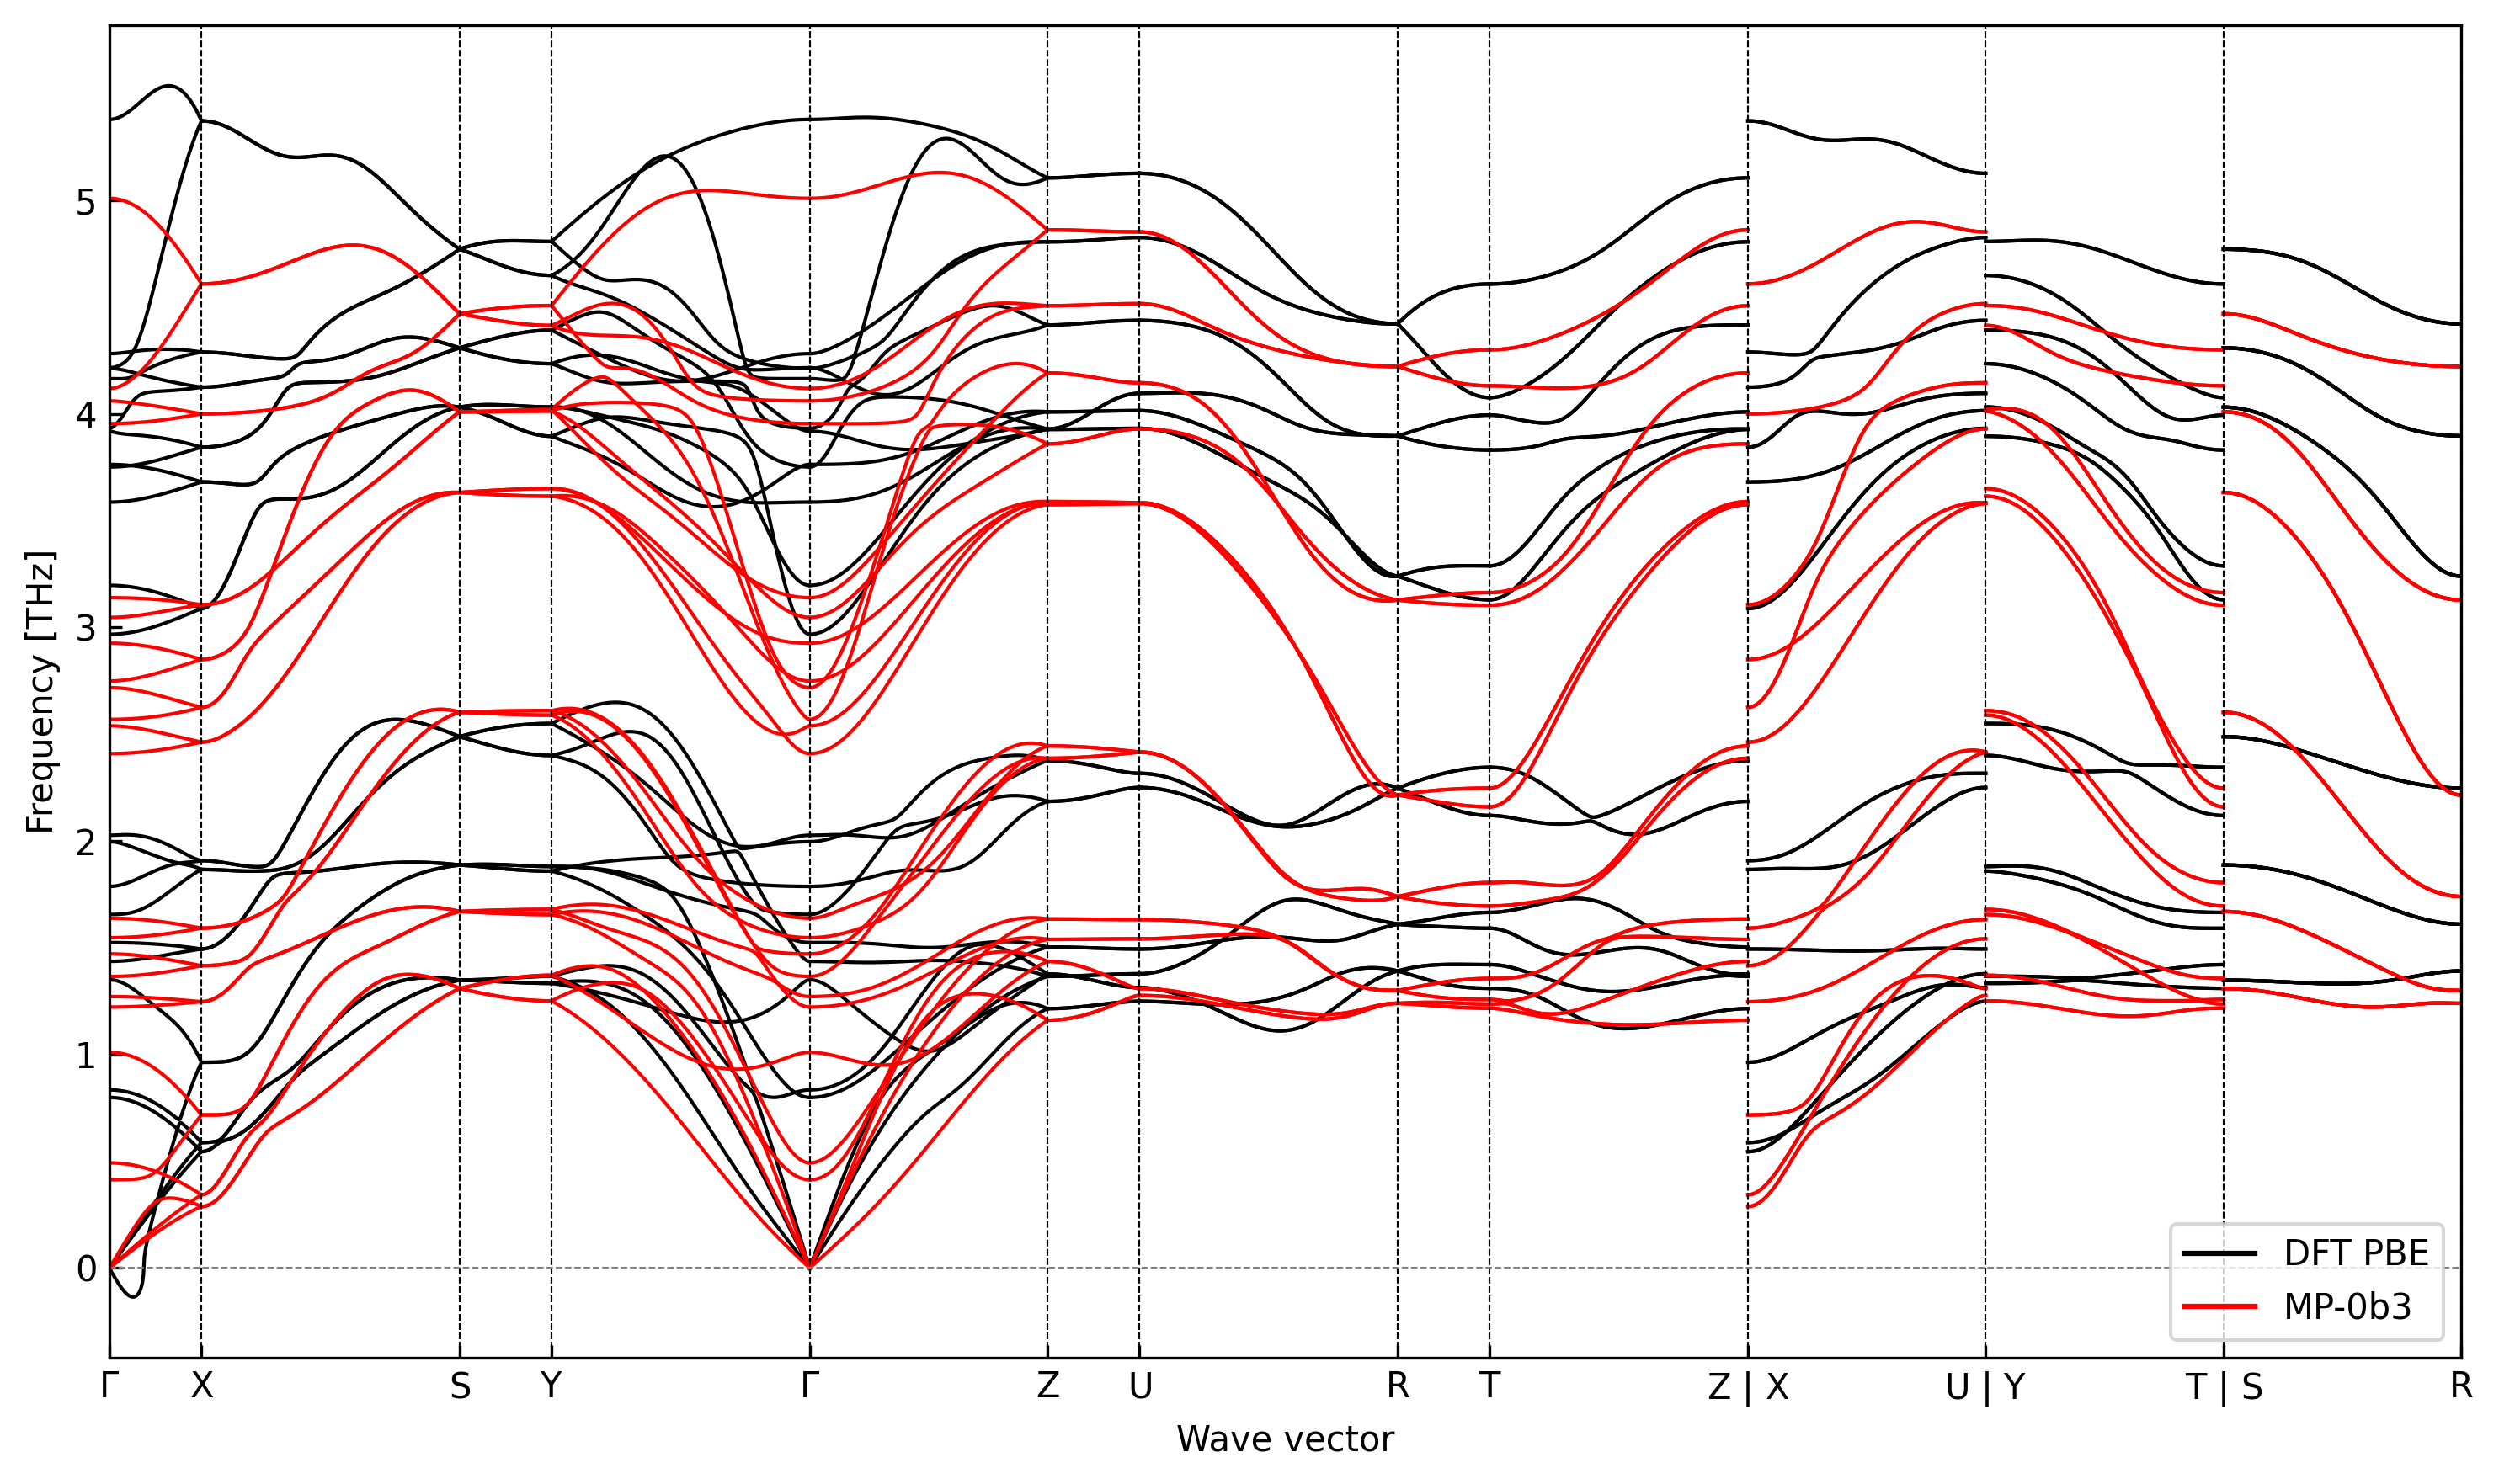 Frequency [THz]
5
4
3
2
1
0
DFT PBE
MP-0b3
Γ X S Y Γ Z U R T Z | X U | Y T | S R
Wave vector